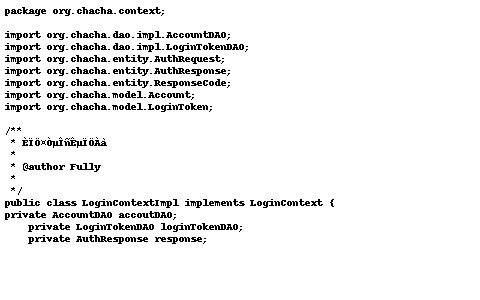 package org.chacha.context;
import org.chacha.dao.impl.AccountDAO;
import org.chacha.dao.impl.LoginTokenDAO;
import org.chacha.entity.AuthRequest;
import org.chacha.entity.AuthResponse;
import org.chacha.entity.ResponseCode;
import org.chacha.model.Account;
import org.chacha.model.LoginToken;
/**
*
*
* @author Fully
*
*/
public class LoginContextImpl implements LoginContext {
private AccountDAO accoutDAO;
private LoginTokenDAO loginTokenDAO;
private AuthResponse response;